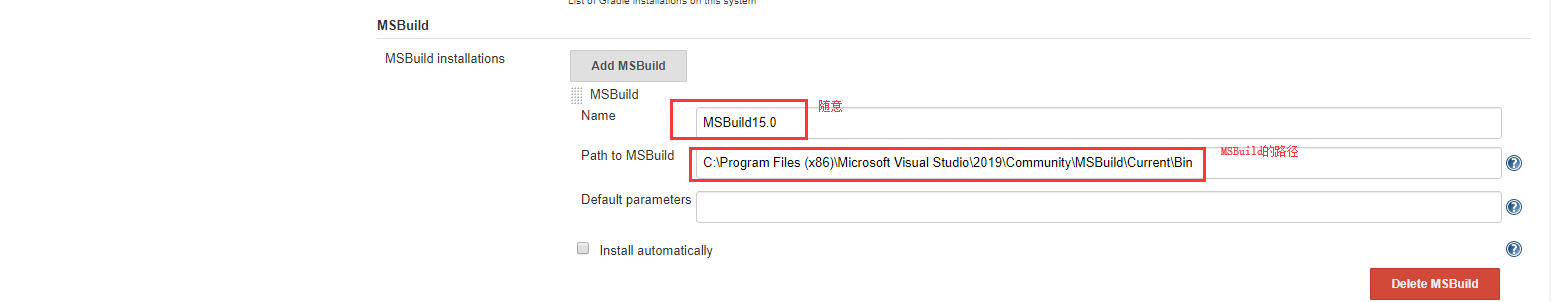 List of Gradle installations on this system
MSBuild
MSBuild installations
Add MSBuild
MSBuild
Name
MSBuild15.0
随意
Path to MSBuild
C:\Program Files (x86)\Microsoft Visual Studio\2019\Community\MSBuild\Current\Bin
MSBuild的路径
Default parameters
Install automatically
Delete MSBuild